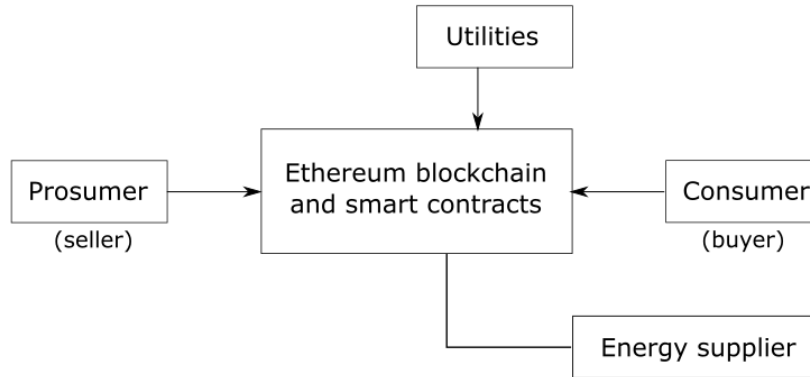 Utilities
Ethereum blockchain
and smart contracts
Prosumer
(seller)
Consumer
(buyer)
Energy supplier